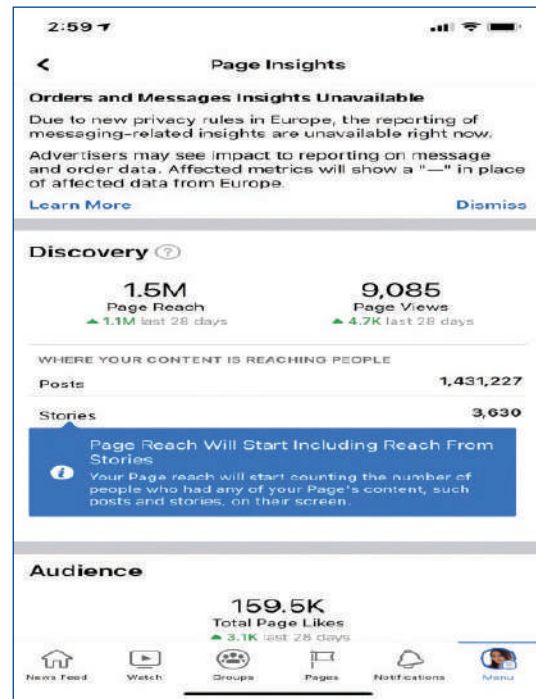 2:59
Page Insights
Orders and Messages Insights Unavailable
Due to new privacy rules in Europe, the reporting of
messaging-related insights are unavailable right now.
Advertisers may see impact to reporting on message
and order data. Affected metrics will show a "—" in place
of affected data from Europe.
Learn More Dismiss
Discovery ?
1.5M 9,085
Page Reach Page Views
1.1M last 28 days 4.7K last 28 days
WHERE YOUR CONTENT IS REACHING PEOPLE
Posts 1,431,227
Stories 3,630
Page Reach Will Start Including Reach From
Stories
Your Page reach will start counting the number of
people who had any of your Page's content, such
posts and stories, on their screen.
Audience
159.5K
Total Page Likes
3.1K last 28 days
News Feed Watch Groups Pages Notifications Menu